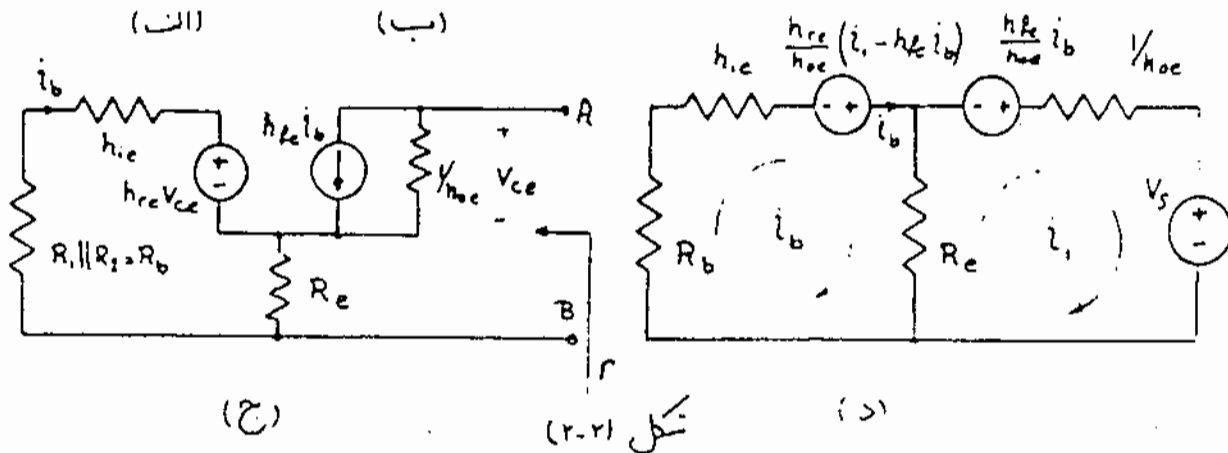 (الف) (ب)
i_b
h_ie
h_re V_ce
h_fe i_b
1/h_oe
+
V_ce
-
A
B
R_1 || R_2 = R_b
R_e
r
(ج)
h_ie
h_re/h_oe (i_1 - h_fe i_b)
h_fe/h_oe i_b
1/h_oe
- +
i_b
- +
R_b
i_b
R_e
i_1
V_s
+
-
(د)
شکل (۲-۲)